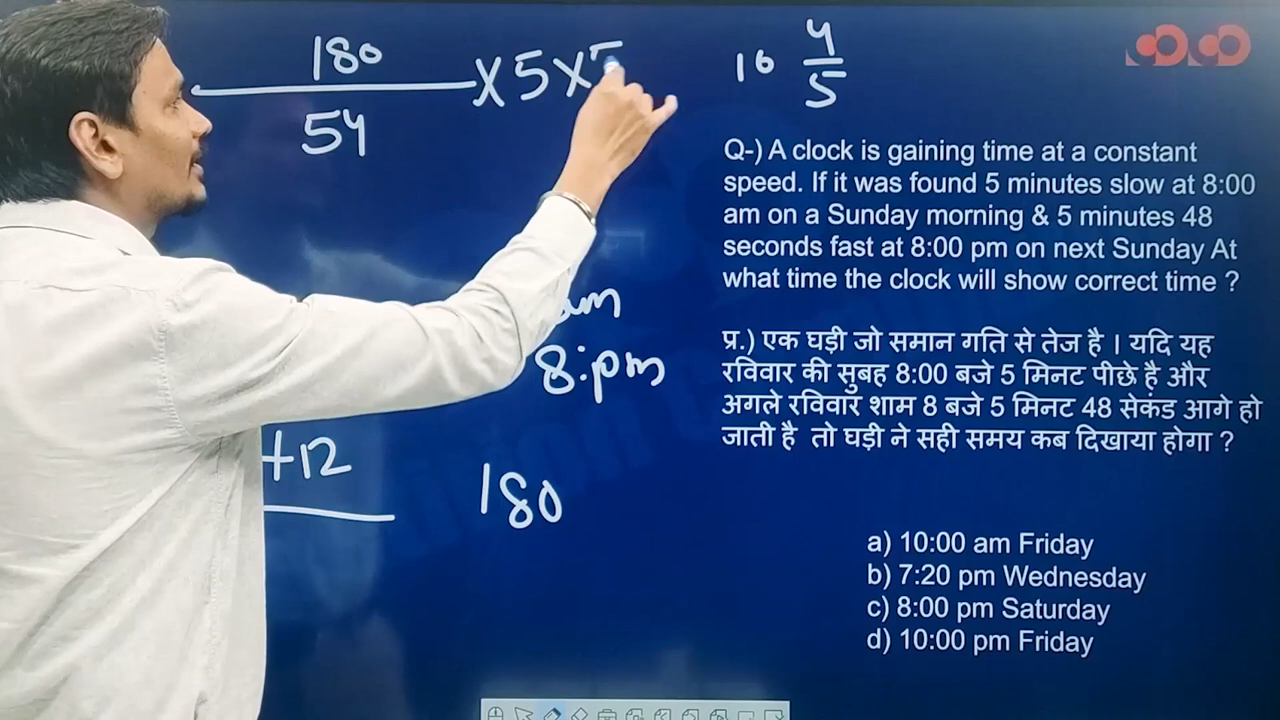 180
54
×5×5
10 4/5
Q-) A clock is gaining time at a constant
speed. If it was found 5 minutes slow at 8:00
am on a Sunday morning & 5 minutes 48
seconds fast at 8:00 pm on next Sunday At
what time the clock will show correct time ?
प्र.) एक घड़ी जो समान गति से तेज है । यदि यह
रविवार की सुबह 8:00 बजे 5 मिनट पीछे है और
अगले रविवार शाम 8 बजे 5 मिनट 48 सेकंड आगे हो
जाती है तो घड़ी ने सही समय कब दिखाया होगा ?
am
8:pm
+12
180
a) 10:00 am Friday
b) 7:20 pm Wednesday
c) 8:00 pm Saturday
d) 10:00 pm Friday